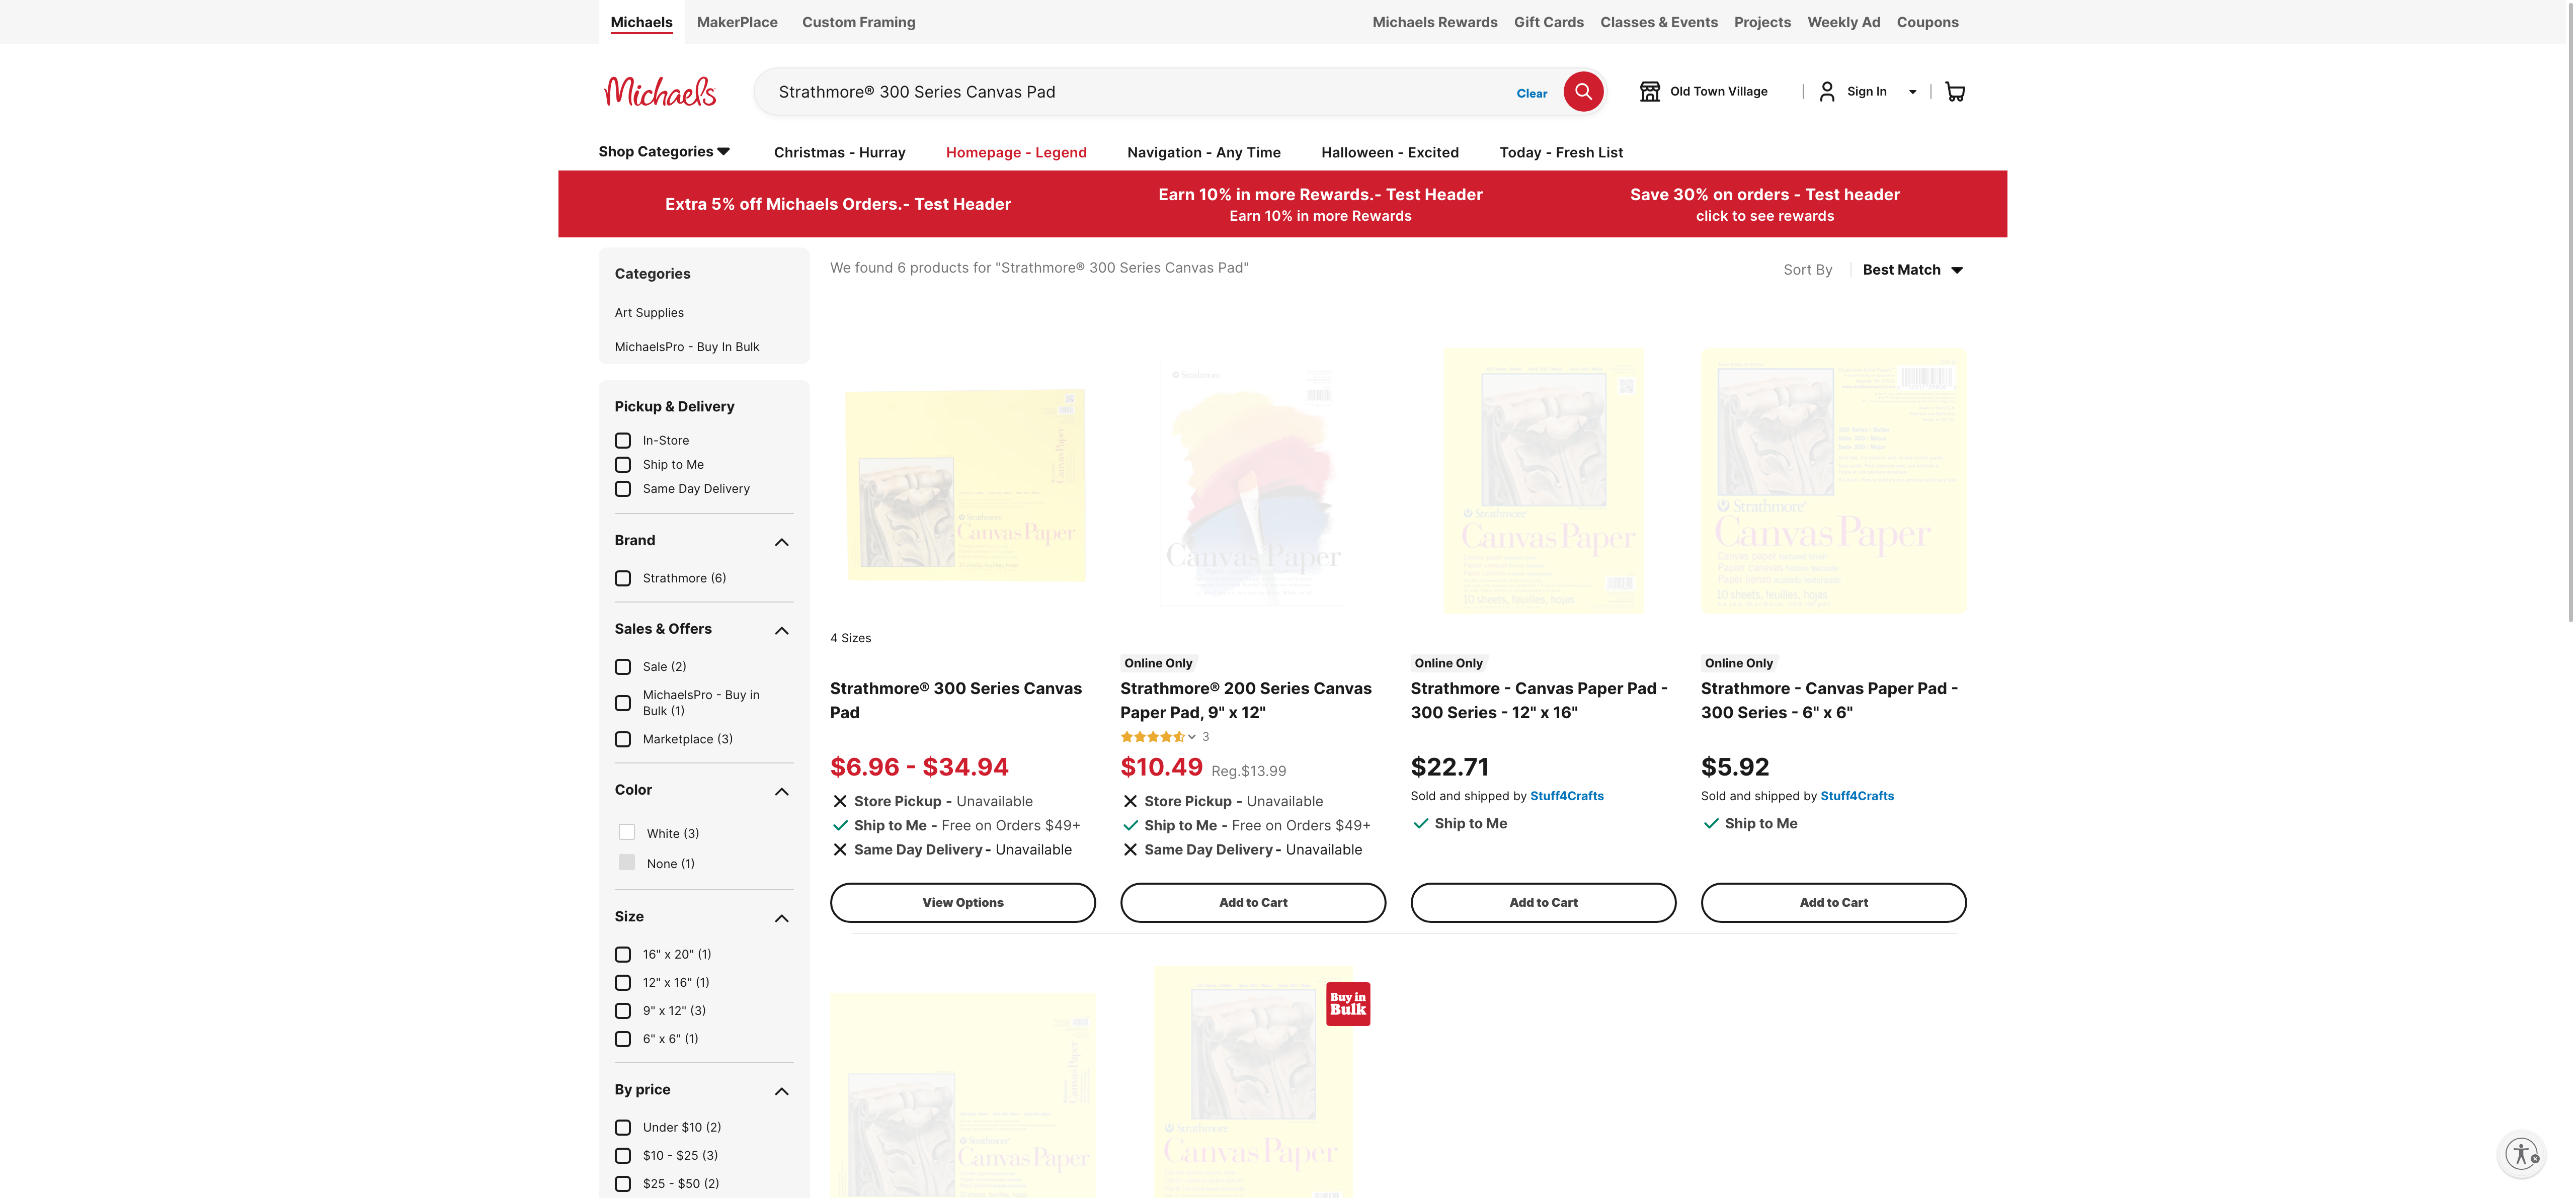 Michaels
MakerPlace
Custom Framing
Michaels Rewards
Gift Cards
Classes & Events
Projects
Weekly Ad
Coupons
Michaels
Strathmore® 300 Series Canvas Pad
Clear
Old Town Village
Sign In
Shop Categories
Christmas - Hurray
Homepage - Legend
Navigation - Any Time
Halloween - Excited
Today - Fresh List
Extra 5% off Michaels Orders.- Test Header
Earn 10% in more Rewards.- Test Header
Earn 10% in more Rewards
Save 30% on orders - Test header
click to see rewards
Categories
Art Supplies
MichaelsPro - Buy In Bulk
Pickup & Delivery
In-Store
Ship to Me
Same Day Delivery
Brand
Strathmore (6)
Sales & Offers
Sale (2)
MichaelsPro - Buy in
Bulk (1)
Marketplace (3)
Color
White (3)
None (1)
Size
16" x 20" (1)
12" x 16" (1)
9" x 12" (3)
6" x 6" (1)
By price
Under $10 (2)
$10 - $25 (3)
$25 - $50 (2)
We found 6 products for "Strathmore® 300 Series Canvas Pad"
Sort By
Best Match
Strathmore
Canvas Paper
Canvas Paper
4 Sizes
Strathmore® 300 Series Canvas
Pad
$6.96 - $34.94
Store Pickup - Unavailable
Ship to Me - Free on Orders $49+
Same Day Delivery - Unavailable
View Options
Strathmore
Canvas Paper
Online Only
Strathmore® 200 Series Canvas
Paper Pad, 9" x 12"
3
$10.49 Reg.$13.99
Store Pickup - Unavailable
Ship to Me - Free on Orders $49+
Same Day Delivery - Unavailable
Add to Cart
Strathmore
Canvas Paper
10 sheets, feuilles, hojas
Online Only
Strathmore - Canvas Paper Pad -
300 Series - 12" x 16"
$22.71
Sold and shipped by Stuff4Crafts
Ship to Me
Add to Cart
Strathmore
Canvas Paper
10 sheets, feuilles, hojas
Online Only
Strathmore - Canvas Paper Pad -
300 Series - 6" x 6"
$5.92
Sold and shipped by Stuff4Crafts
Ship to Me
Add to Cart
Canvas Paper
Strathmore
Canvas Paper
Buy in
Bulk
Strathmore
Canvas Paper